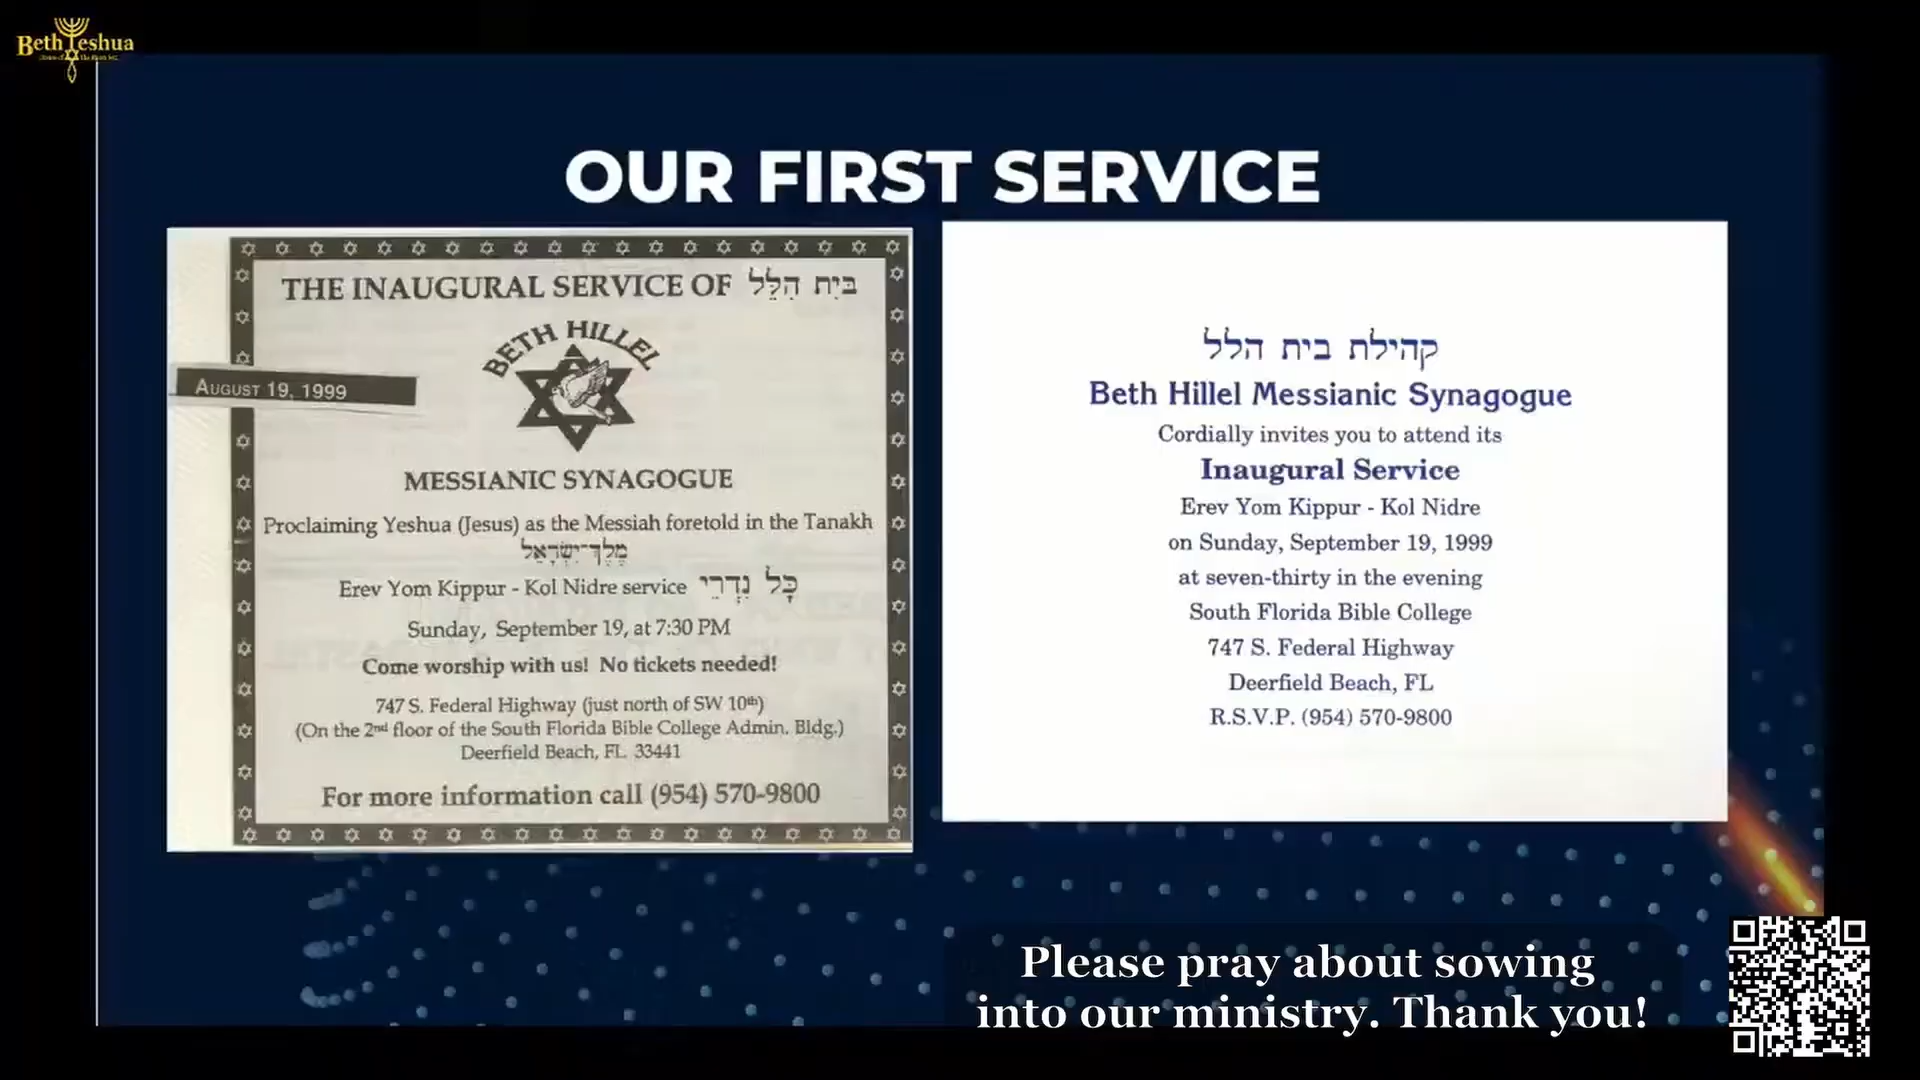 Beth Yeshua
OUR FIRST SERVICE
THE INAUGURAL SERVICE OF בֵּית הִלֵּל
BETH HILLEL
AUGUST 19, 1999
MESSIANIC SYNAGOGUE
Proclaiming Yeshua (Jesus) as the Messiah foretold in the Tanakh
מֶלֶךְ־יִשְׂרָאֵל
Erev Yom Kippur - Kol Nidre service כָּל נִדְרֵי
Sunday, September 19, at 7:30 PM
Come worship with us! No tickets needed!
747 S. Federal Highway (just north of SW 10th)
(On the 2nd floor of the South Florida Bible College Admin. Bldg.)
Deerfield Beach, FL 33441
For more information call (954) 570-9800
קהילת בית הלל
Beth Hillel Messianic Synagogue
Cordially invites you to attend its
Inaugural Service
Erev Yom Kippur - Kol Nidre
on Sunday, September 19, 1999
at seven-thirty in the evening
South Florida Bible College
747 S. Federal Highway
Deerfield Beach, FL
R.S.V.P. (954) 570-9800
Please pray about sowing
into our ministry. Thank you!